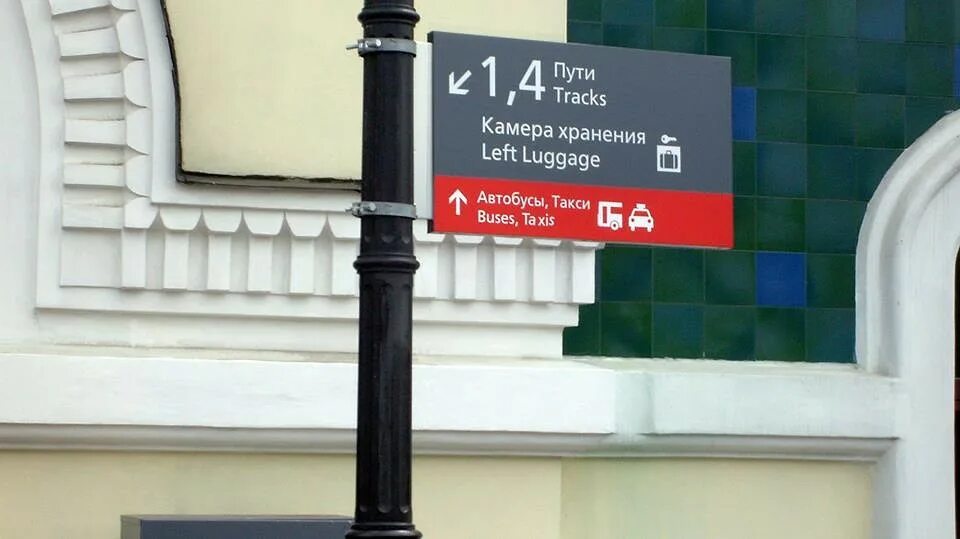 ↙ 1,4 Пути
Tracks
Камера хранения
Left Luggage
↑ Автобусы, Такси
Buses, Taxis